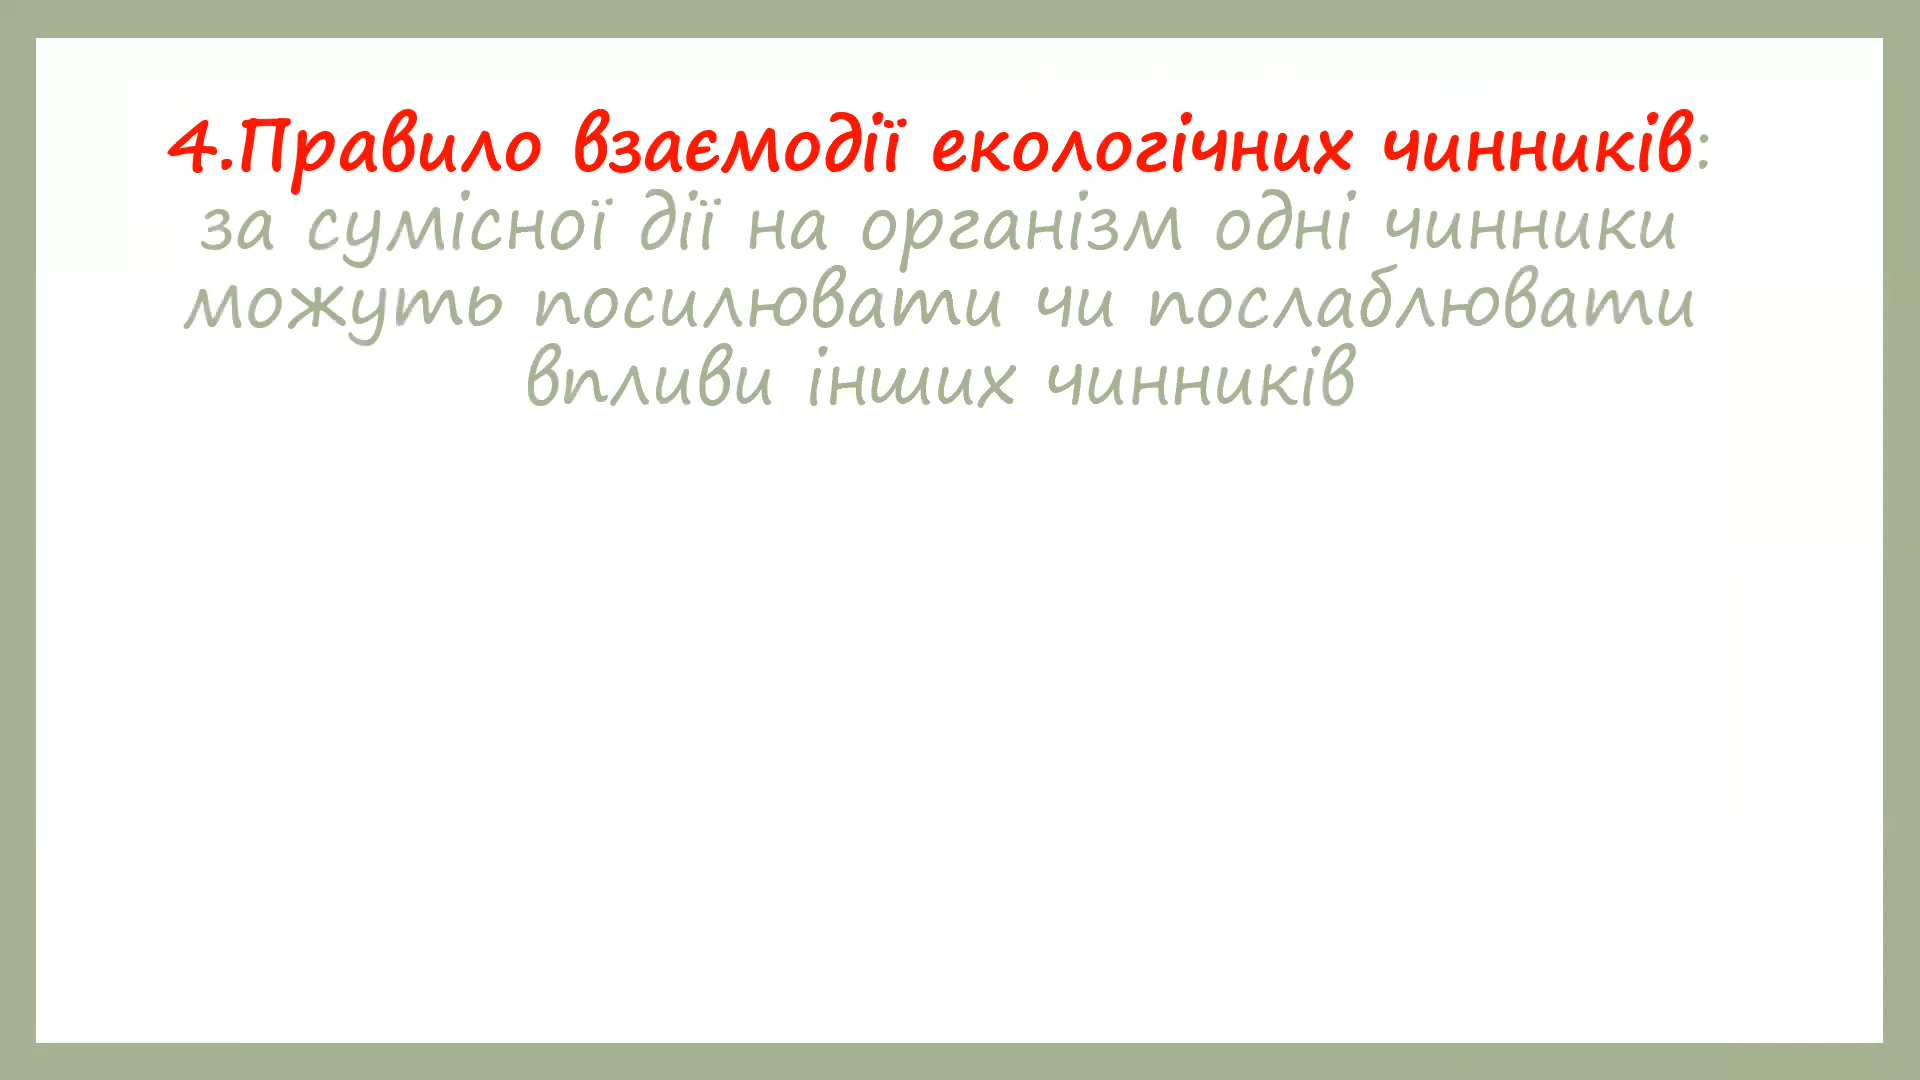 4.Правило взаємодії екологічних чинників:
за сумісної дії на організм одні чинники
можуть посилювати чи послаблювати
впливи інших чинників